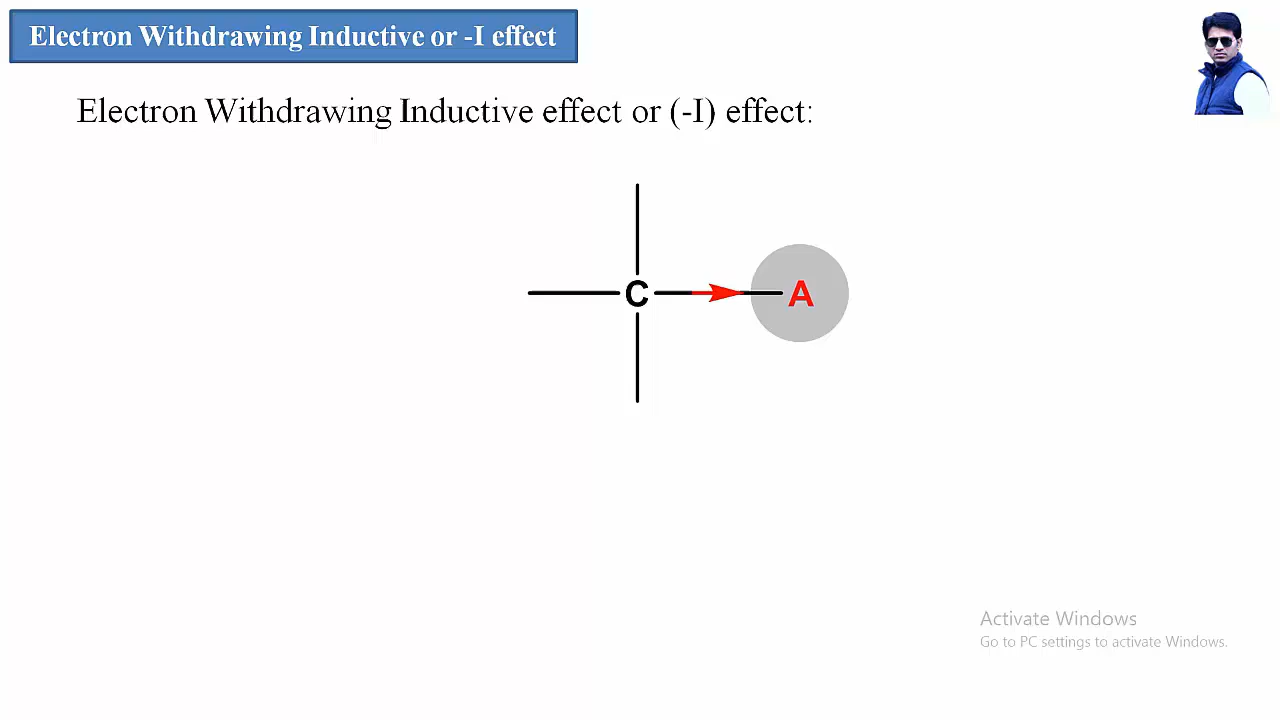 Electron Withdrawing Inductive or -I effect
Electron Withdrawing Inductive effect or (-I) effect:
C A
Activate Windows
Go to PC settings to activate Windows.